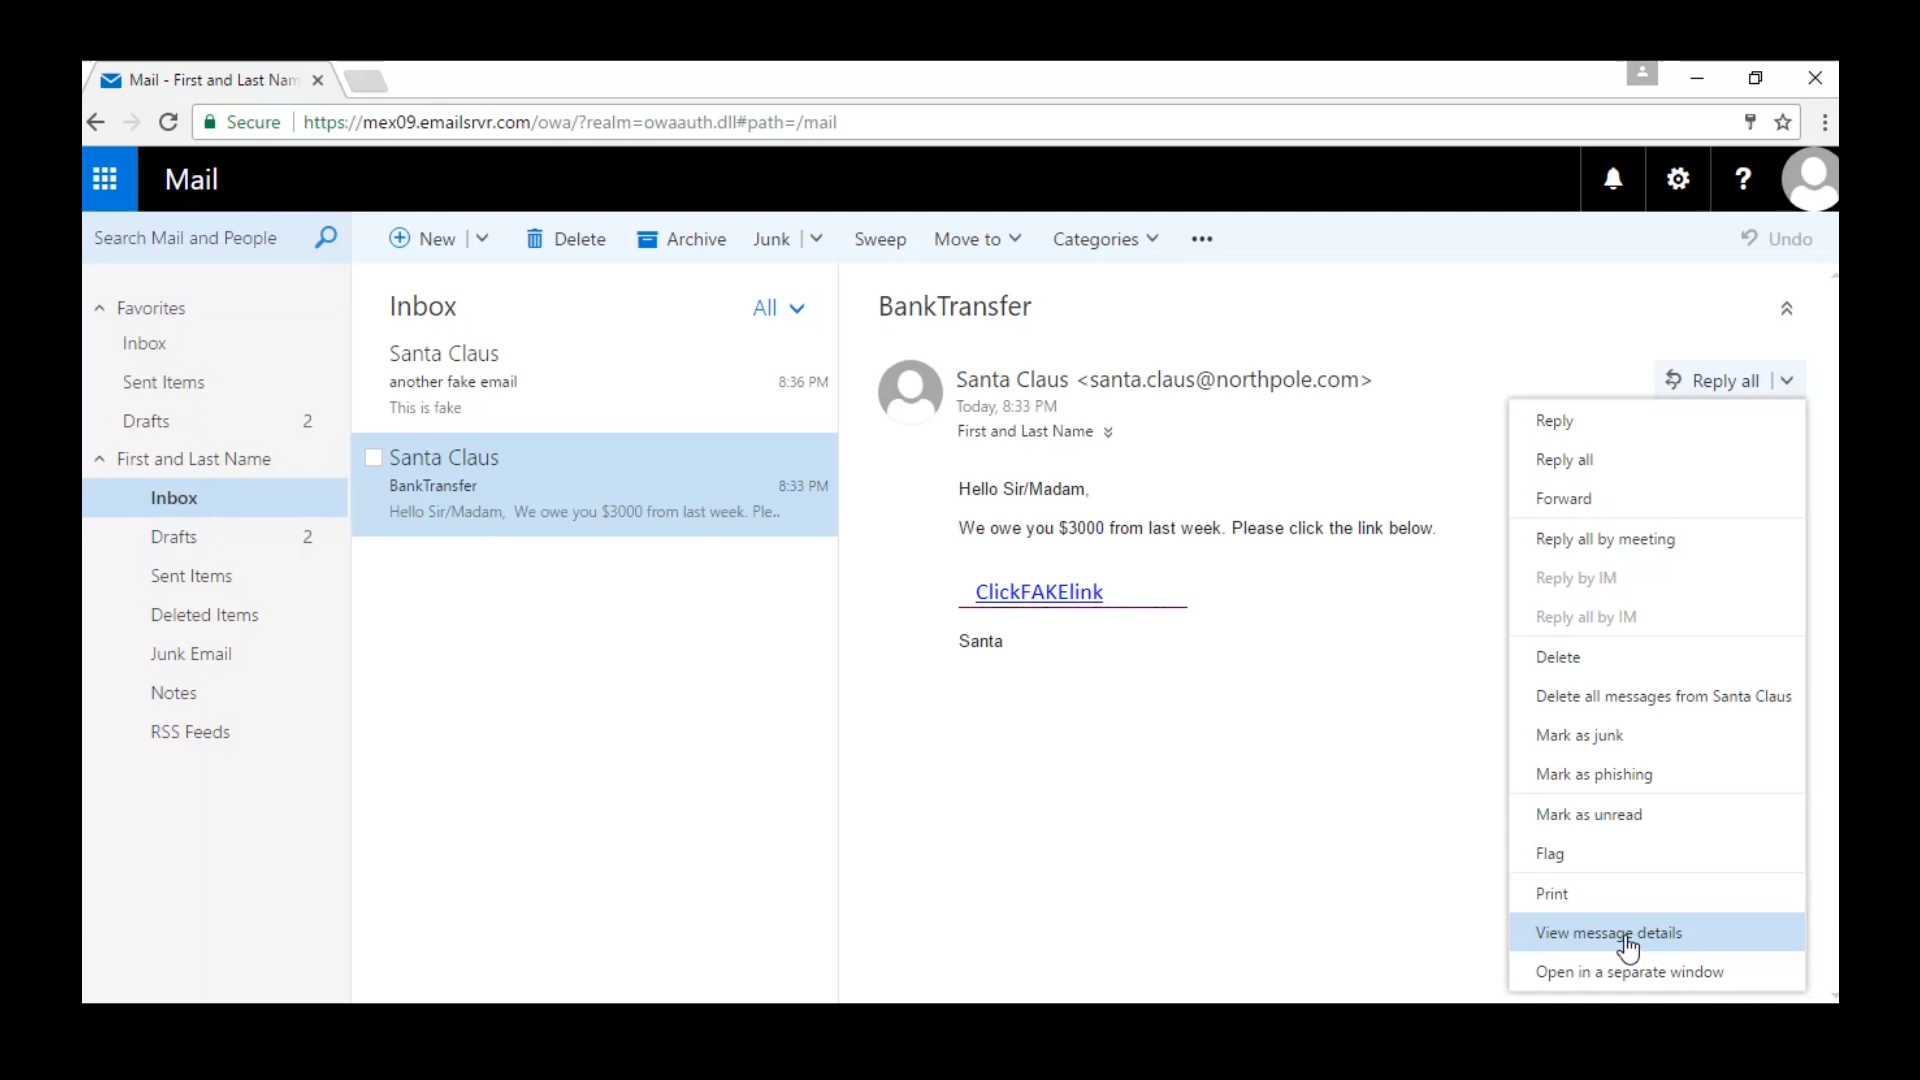 Mail - First and Last Nam
Secure https://mex09.emailsrvr.com/owa/?realm=owaauth.dll#path=/mail
Mail
?
Search Mail and People
New
Delete
Archive
Junk
Sweep
Move to
Categories
Undo
Favorites
Inbox
Sent Items
Drafts 2
First and Last Name
Inbox
Drafts 2
Sent Items
Deleted Items
Junk Email
Notes
RSS Feeds
Inbox All
Santa Claus
another fake email 8:36 PM
This is fake
Santa Claus
BankTransfer 8:33 PM
Hello Sir/Madam, We owe you $3000 from last week. Ple..
BankTransfer
Santa Claus <santa.claus@northpole.com>
Today, 8:33 PM
First and Last Name
Hello Sir/Madam,
We owe you $3000 from last week. Please click the link below.
ClickFAKElink
Santa
Reply all
Reply
Reply all
Forward
Reply all by meeting
Reply by IM
Reply all by IM
Delete
Delete all messages from Santa Claus
Mark as junk
Mark as phishing
Mark as unread
Flag
Print
View message details
Open in a separate window